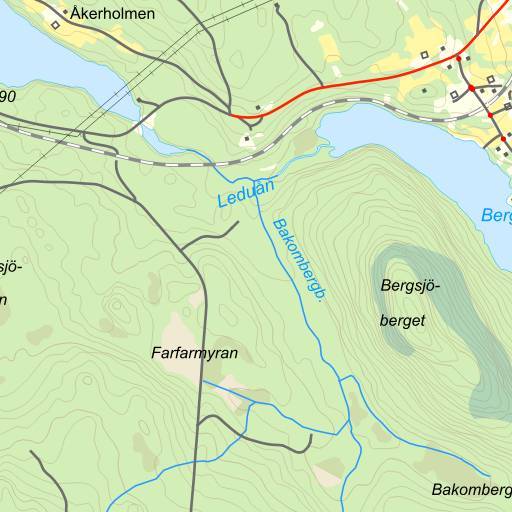 Åkerholmen
90
Leduån
Bakombergb.
Berg
sjö-
n
Bergsjö-
berget
Farfarmyran
Bakomberg